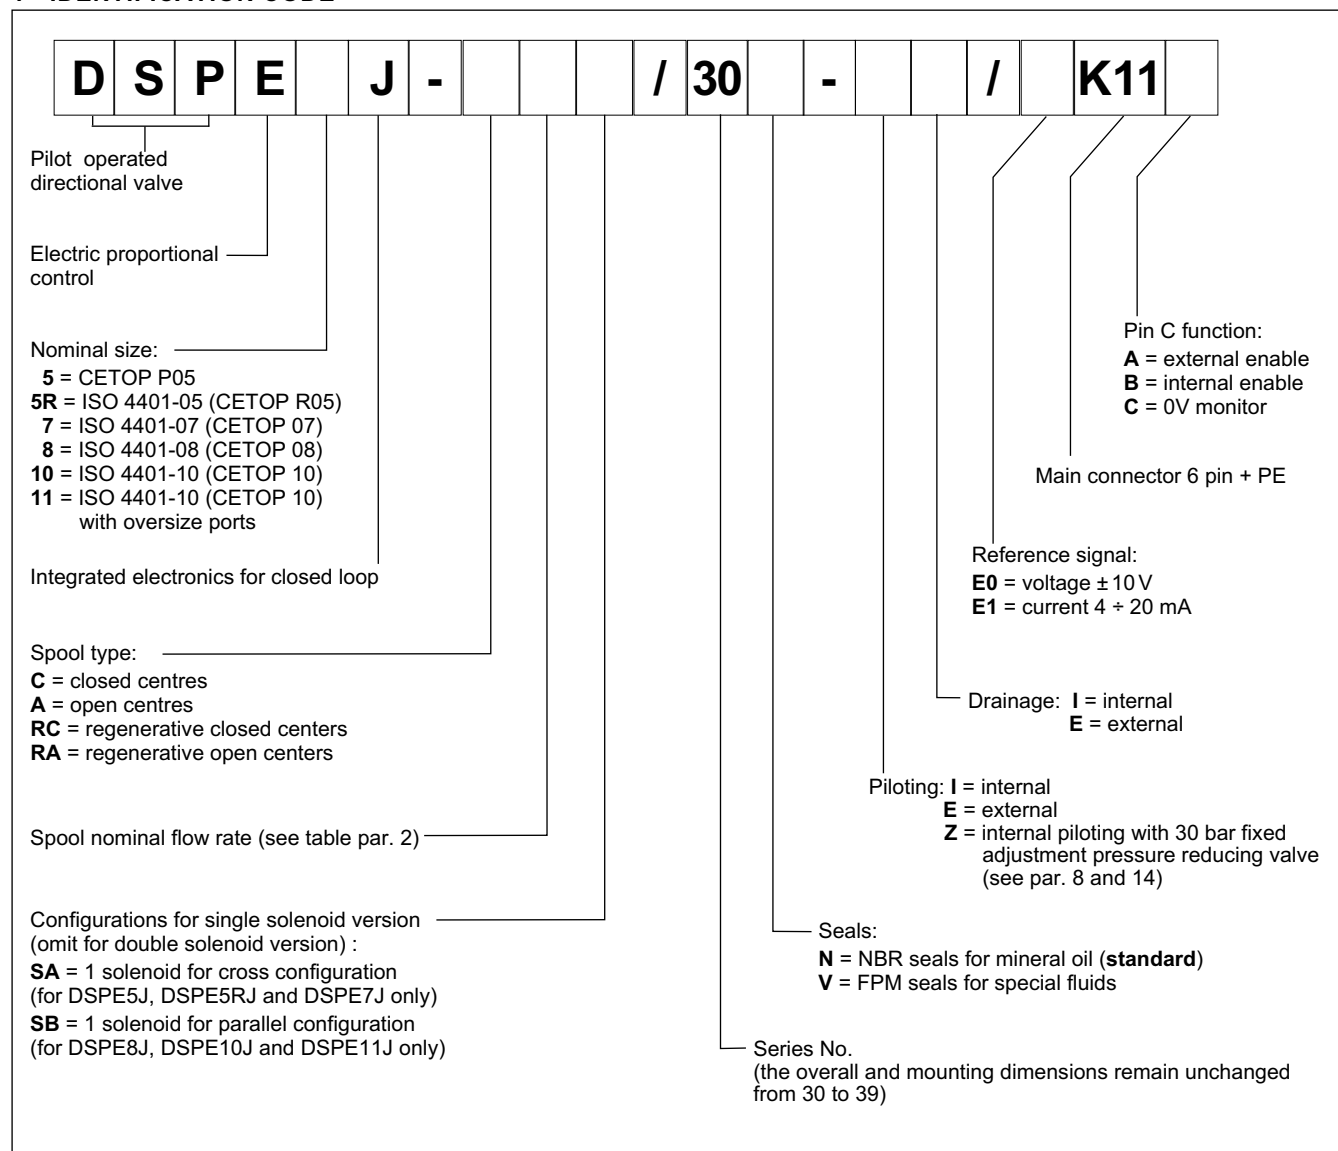 D S P E J - / 30 - / K11
Pilot operated
directional valve
Electric proportional
control
Nominal size:
5 = CETOP P05
5R = ISO 4401-05 (CETOP R05)
7 = ISO 4401-07 (CETOP 07)
8 = ISO 4401-08 (CETOP 08)
10 = ISO 4401-10 (CETOP 10)
11 = ISO 4401-10 (CETOP 10)
with oversize ports
Integrated electronics for closed loop
Spool type:
C = closed centres
A = open centres
RC = regenerative closed centers
RA = regenerative open centers
Spool nominal flow rate (see table par. 2)
Configurations for single solenoid version
(omit for double solenoid version) :
SA = 1 solenoid for cross configuration
(for DSPE5J, DSPE5RJ and DSPE7J only)
SB = 1 solenoid for parallel configuration
(for DSPE8J, DSPE10J and DSPE11J only)
Pin C function:
A = external enable
B = internal enable
C = 0V monitor
Main connector 6 pin + PE
Reference signal:
E0 = voltage ±10V
E1 = current 4 ÷ 20 mA
Drainage: I = internal
E = external
Piloting: I = internal
E = external
Z = internal piloting with 30 bar fixed
adjustment pressure reducing valve
(see par. 8 and 14)
Seals:
N = NBR seals for mineral oil (standard)
V = FPM seals for special fluids
Series No.
(the overall and mounting dimensions remain unchanged
from 30 to 39)